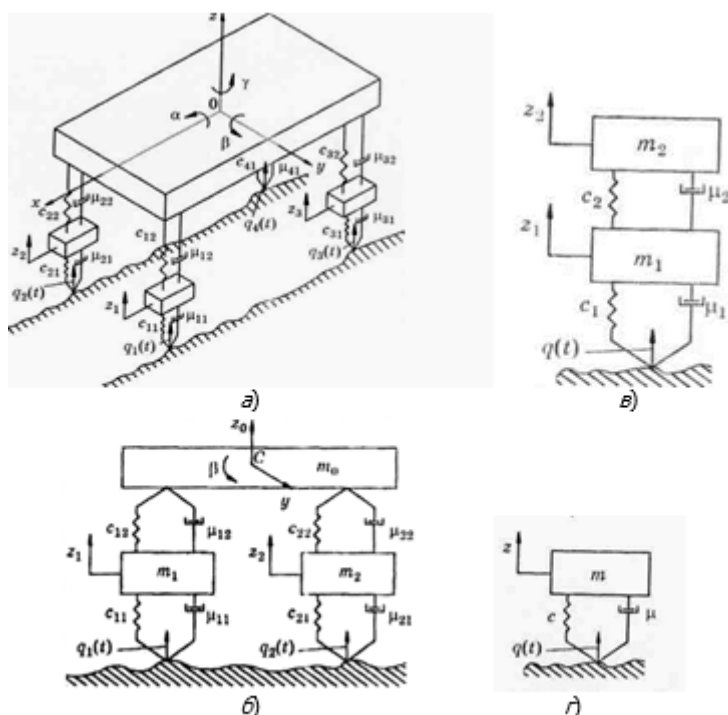 z
γ
α
0
β
x
y
c₂₂
μ₂₂
c₁₂
μ₁₂
c₄₁
μ₄₁
q₄(t)
c₃₂
μ₃₂
z₃
c₃₁
μ₃₁
q₃(t)
z₂
c₂₁
μ₂₁
q₂(t)
z₁
c₁₁
μ₁₁
q₁(t)
а)
z₂
m₂
c₂
μ₂
z₁
m₁
c₁
μ₁
q(t)
в)
z₀
C
β
m₀
y
c₁₂
μ₁₂
c₂₂
μ₂₂
z₁
m₁
z₂
m₂
c₁₁
μ₁₁
c₂₁
μ₂₁
q₁(t)
q₂(t)
б)
z
m
c
μ
q(t)
г)